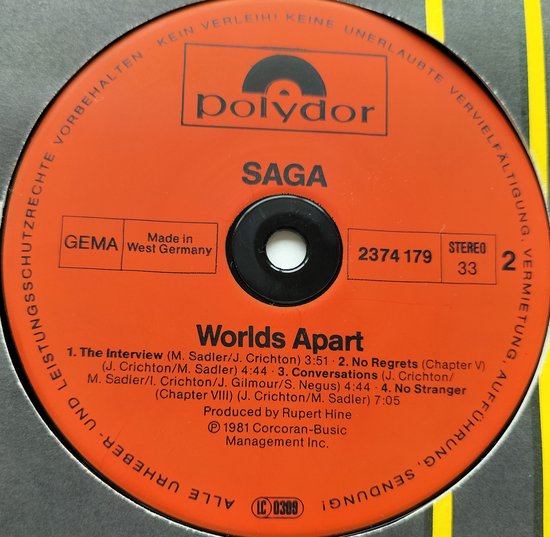 polydor
SAGA
GEMA
Made in
West Germany
2374 179
STEREO
33
2
Worlds Apart
1. The Interview (M. Sadler/J. Crichton) 3:51 · 2. No Regrets (Chapter V)
(J. Crichton/M. Sadler) 4:44 · 3. Conversations (J. Crichton/
M. Sadler/I. Crichton/J. Gilmour/S. Negus) 4:44 · 4. No Stranger
(Chapter VIII) (J. Crichton/M. Sadler) 7:05
Produced by Rupert Hine
℗ 1981 Corcoran-Busic
Management Inc.
LC 0309
ALLE URHEBER- UND LEISTUNGSSCHUTZRECHTE VORBEHALTEN · KEIN VERLEIH! KEINE UNERLAUBTE VERVIELFÄLTIGUNG, VERMIETUNG, AUFFÜHRUNG, SENDUNG!